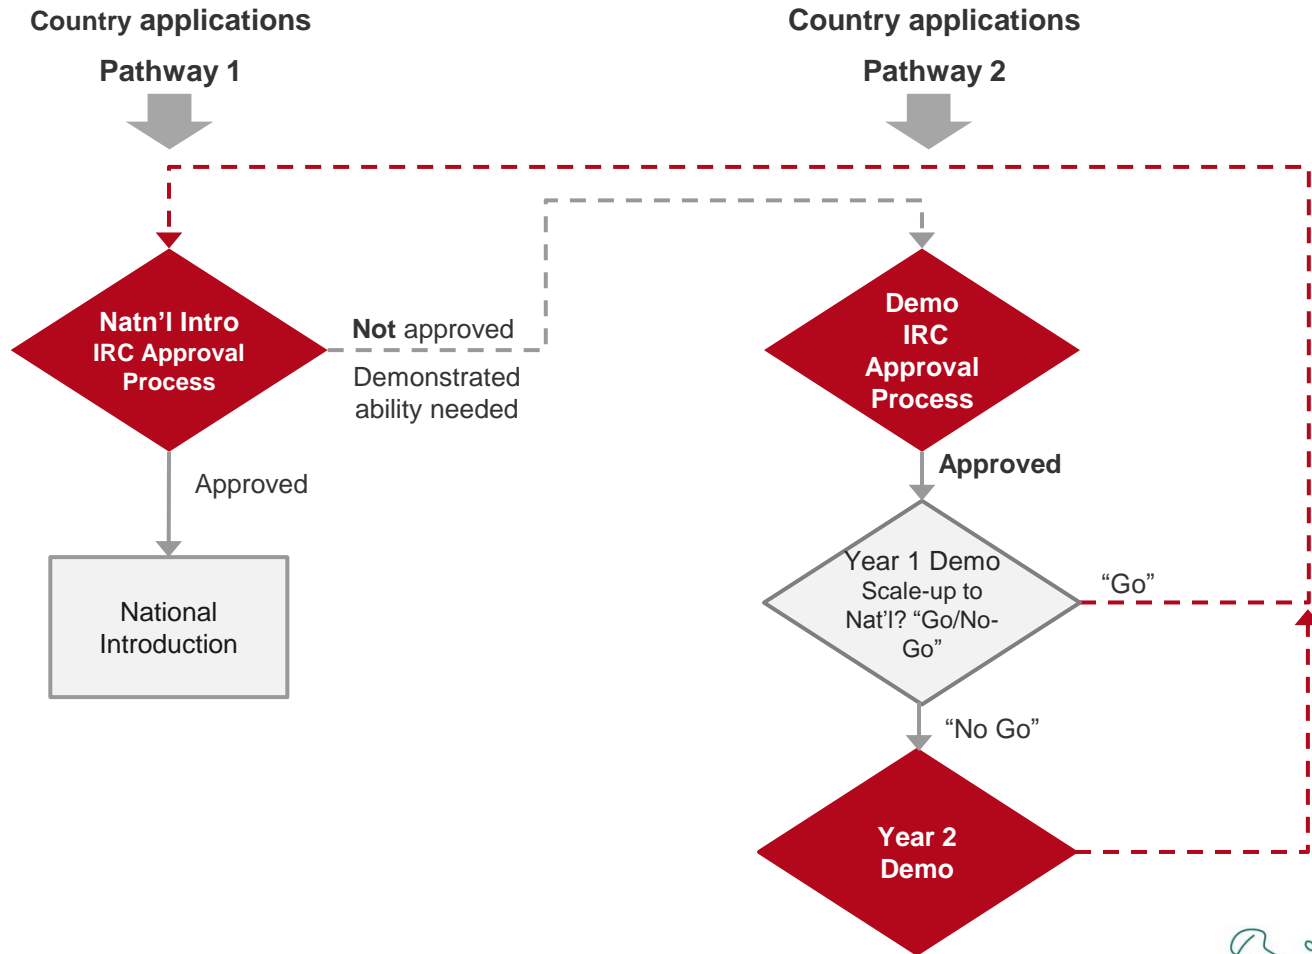 Country applications
Pathway 1
Country applications
Pathway 2
Natn’l Intro
IRC Approval
Process
Not approved
Demonstrated
ability needed
Approved
National
Introduction
Demo
IRC
Approval
Process
Approved
Year 1 Demo
Scale-up to
Nat’l? “Go/No-
Go”
“Go”
“No Go”
Year 2
Demo